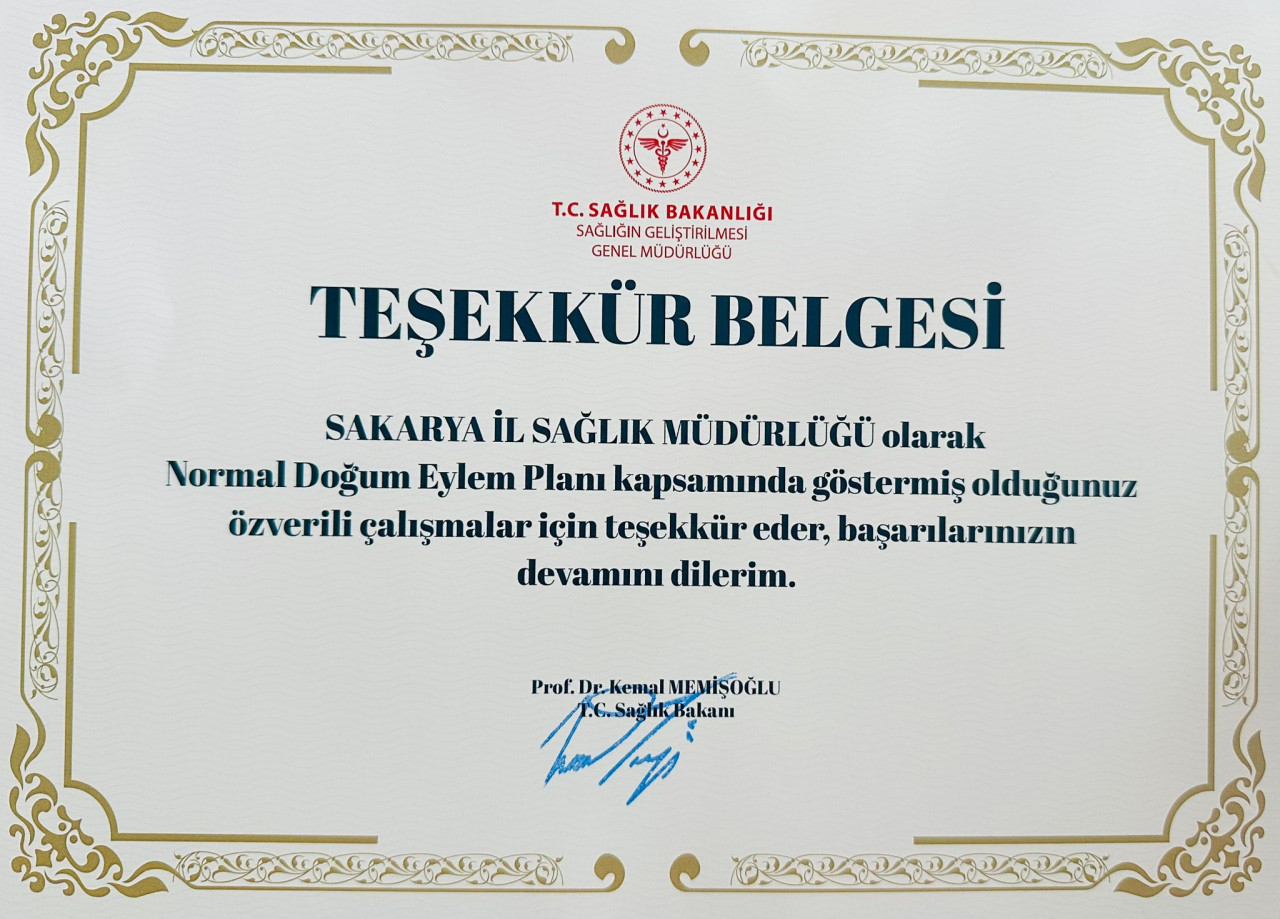 T.C. SAĞLIK BAKANLIĞI
SAĞLIĞIN GELİŞTİRİLMESİ
GENEL MÜDÜRLÜĞÜ
TEŞEKKÜR BELGESİ
SAKARYA İL SAĞLIK MÜDÜRLÜĞÜ olarak
Normal Doğum Eylem Planı kapsamında göstermiş olduğunuz
özverili çalışmalar için teşekkür eder, başarılarınızın
devamını dilerim.
Prof. Dr. Kemal MEMİŞOĞLU
T.C. Sağlık Bakanı